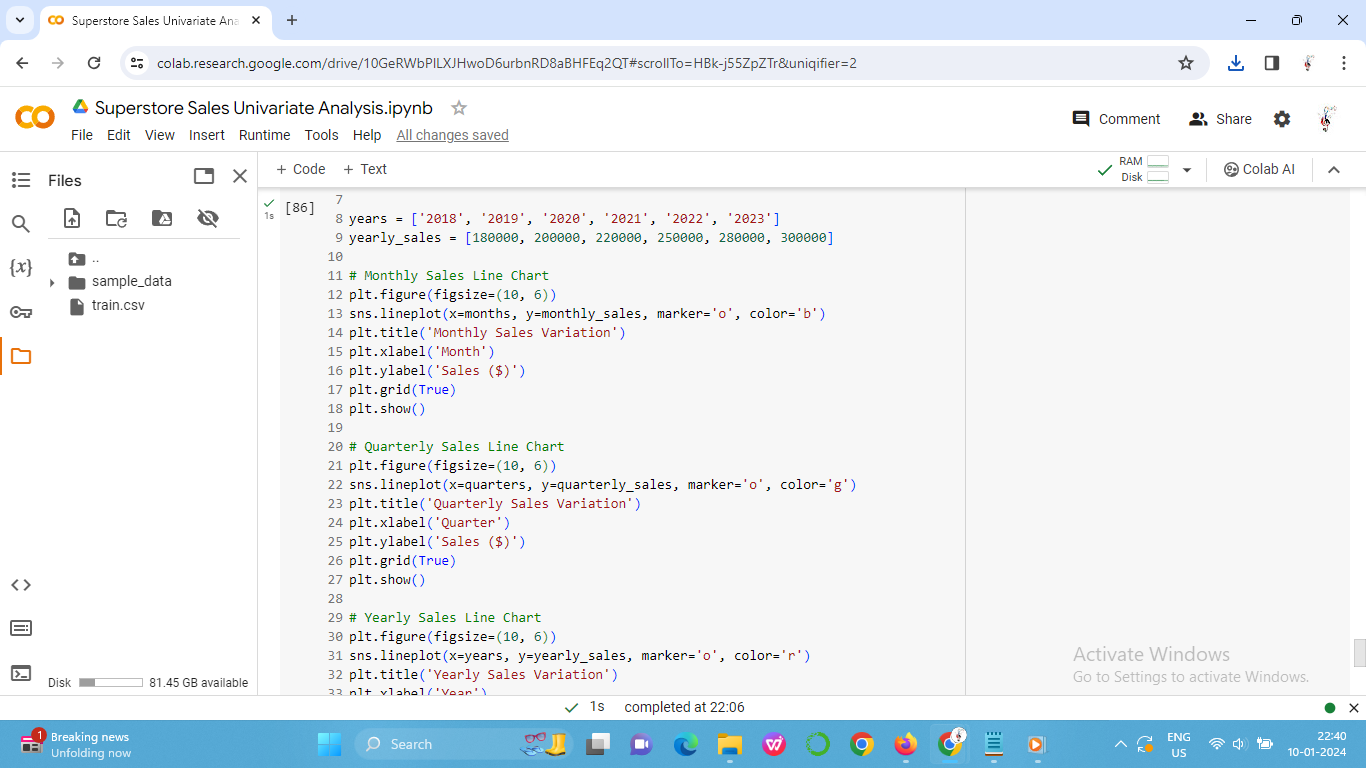 Superstore Sales Univariate Ana
colab.research.google.com/drive/10GeRWbPlLXJHwoD6urbnRD8aBHFEq2QT#scrollTo=HBk-j55ZpZTr&uniqifier=2
Superstore Sales Univariate Analysis.ipynb
File Edit View Insert Runtime Tools Help All changes saved
Comment Share
Files
+ Code + Text
RAM
Disk
Colab AI
..
sample_data
train.csv
{x}
Disk 81.45 GB available
[86]
1s
7
8 years = ['2018', '2019', '2020', '2021', '2022', '2023']
9 yearly_sales = [180000, 200000, 220000, 250000, 280000, 300000]
10
11 # Monthly Sales Line Chart
12 plt.figure(figsize=(10, 6))
13 sns.lineplot(x=months, y=monthly_sales, marker='o', color='b')
14 plt.title('Monthly Sales Variation')
15 plt.xlabel('Month')
16 plt.ylabel('Sales ($)')
17 plt.grid(True)
18 plt.show()
19
20 # Quarterly Sales Line Chart
21 plt.figure(figsize=(10, 6))
22 sns.lineplot(x=quarters, y=quarterly_sales, marker='o', color='g')
23 plt.title('Quarterly Sales Variation')
24 plt.xlabel('Quarter')
25 plt.ylabel('Sales ($)')
26 plt.grid(True)
27 plt.show()
28
29 # Yearly Sales Line Chart
30 plt.figure(figsize=(10, 6))
31 sns.lineplot(x=years, y=yearly_sales, marker='o', color='r')
32 plt.title('Yearly Sales Variation')
33 plt.xlabel('Year')
Activate Windows
Go to Settings to activate Windows.
1s completed at 22:06
1
Breaking news
Unfolding now
Search
ENG
US
22:40
10-01-2024